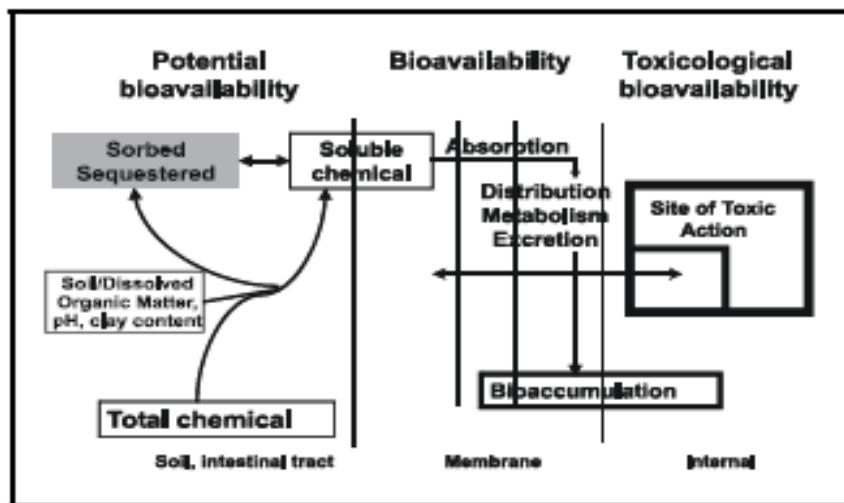 Potential
bioavailability
Bioavailability
Toxicological
bioavailability
Sorbed
Sequestered
Soluble
chemical
Absorption
Distribution
Metabolism
Excretion
Site of Toxic
Action
Soil/Dissolved
Organic Matter,
pH, clay content
Total chemical
Bioaccumulation
Soil, intestinal tract
Membrane
Internal